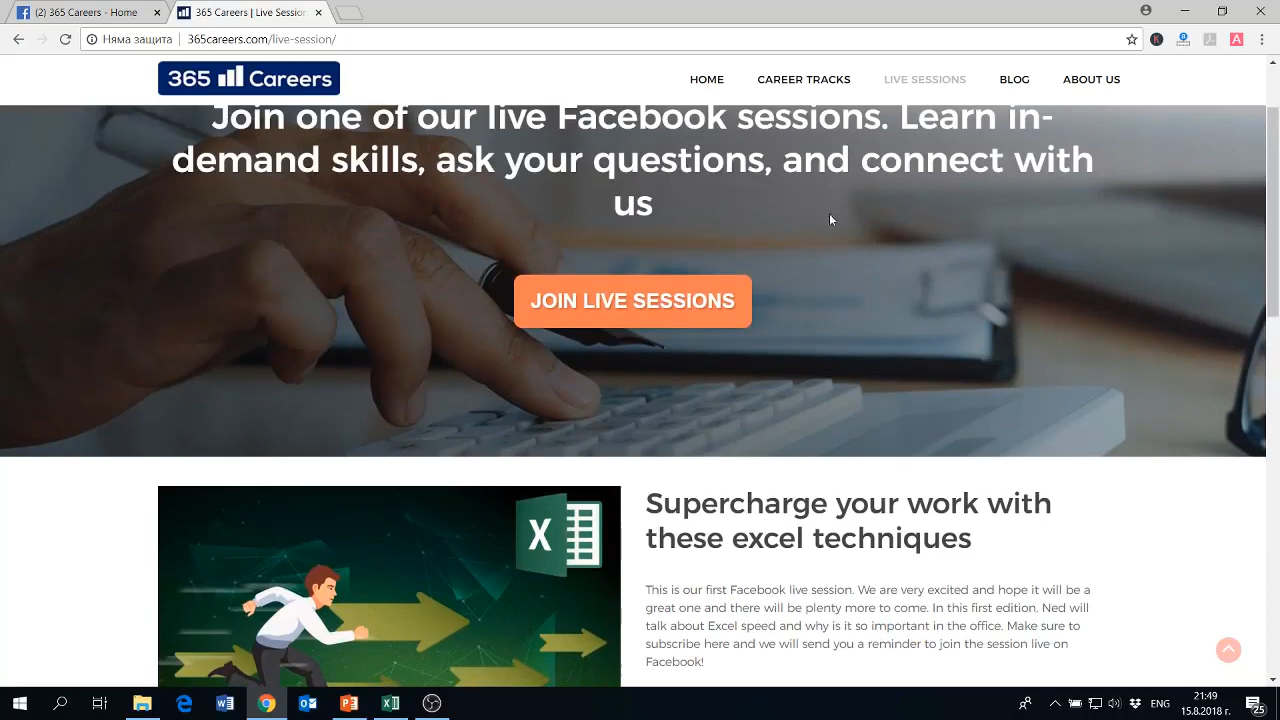 (2) 365 Careers - Home
365 Careers | Live Session
Няма защита
365careers.com/live-session/
365 Careers
HOME
CAREER TRACKS
LIVE SESSIONS
BLOG
ABOUT US
Join one of our live Facebook sessions. Learn in-
demand skills, ask your questions, and connect with
us
JOIN LIVE SESSIONS
X
Supercharge your work with
these excel techniques
This is our first Facebook live session. We are very excited and hope it will be a
great one and there will be plenty more to come. In this first edition, Ned will
talk about Excel speed and why is it so important in the office. Make sure to
subscribe here and we will send you a reminder to join the session live on
Facebook!
ЕНГ
21:49
15.8.2018 г.
25